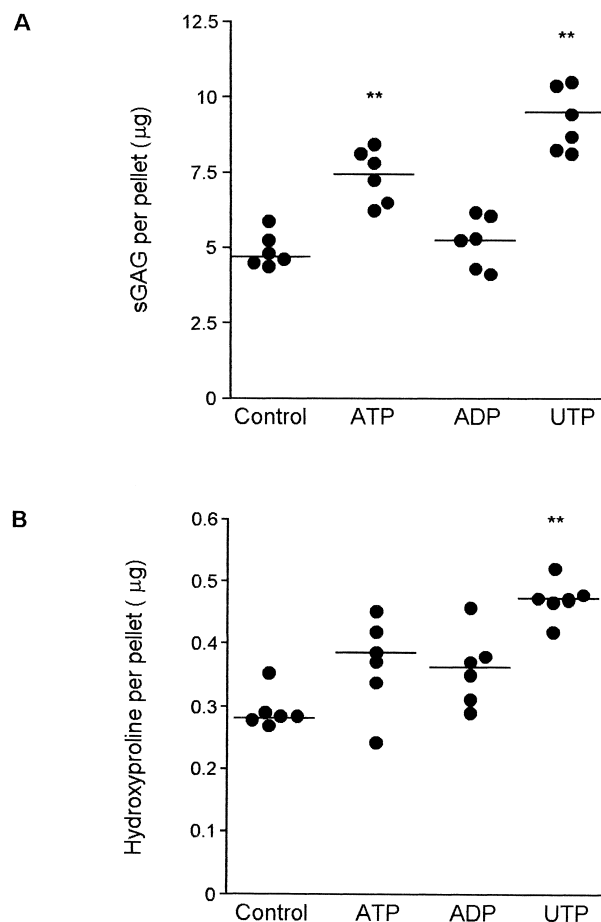 A
sGAG per pellet (μg)
12.5
10
7.5
5
2.5
0
**
**
Control ATP ADP UTP
B
Hydroxyproline per pellet ( μg)
0.6
0.5
0.4
0.3
0.2
0.1
0
**
Control ATP ADP UTP